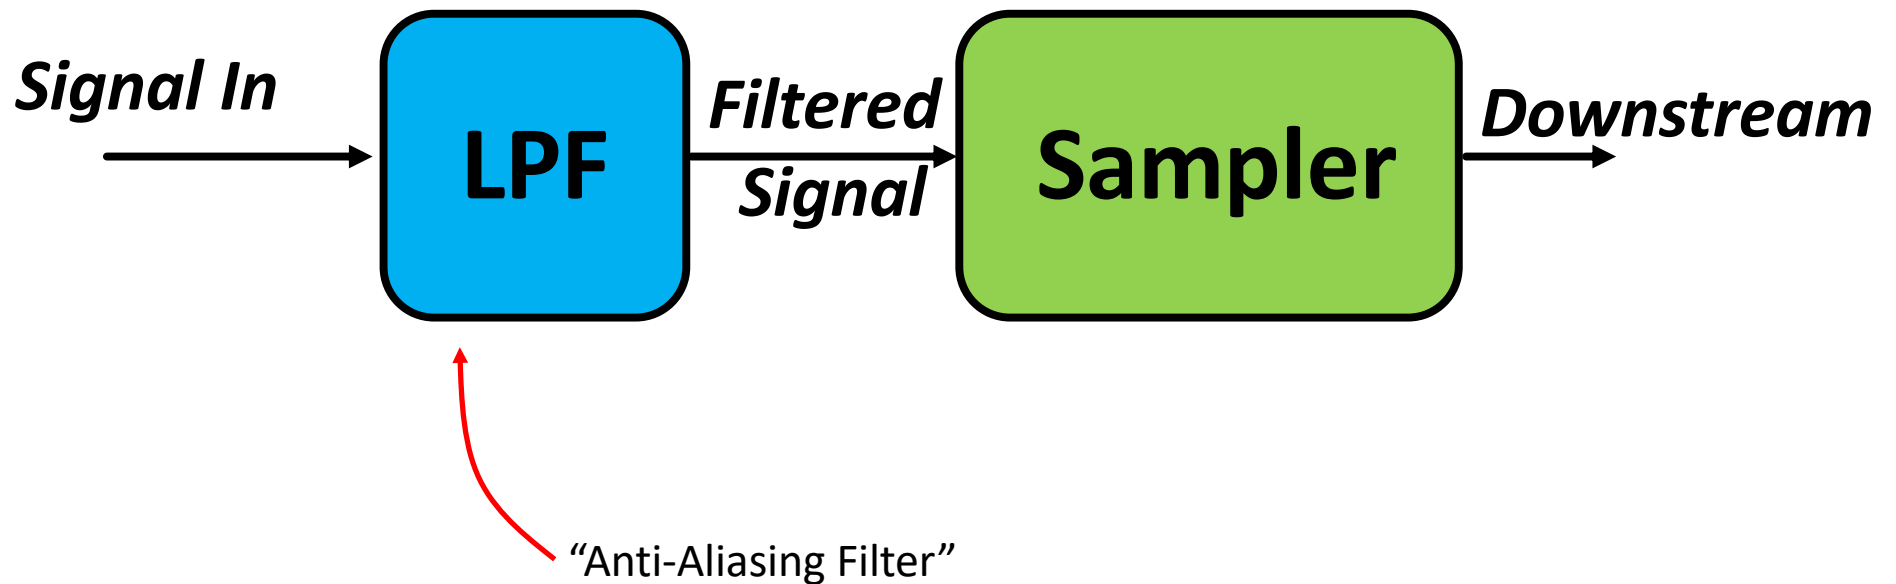 Signal In
LPF
Filtered
Signal
Sampler
Downstream
“Anti-Aliasing Filter”